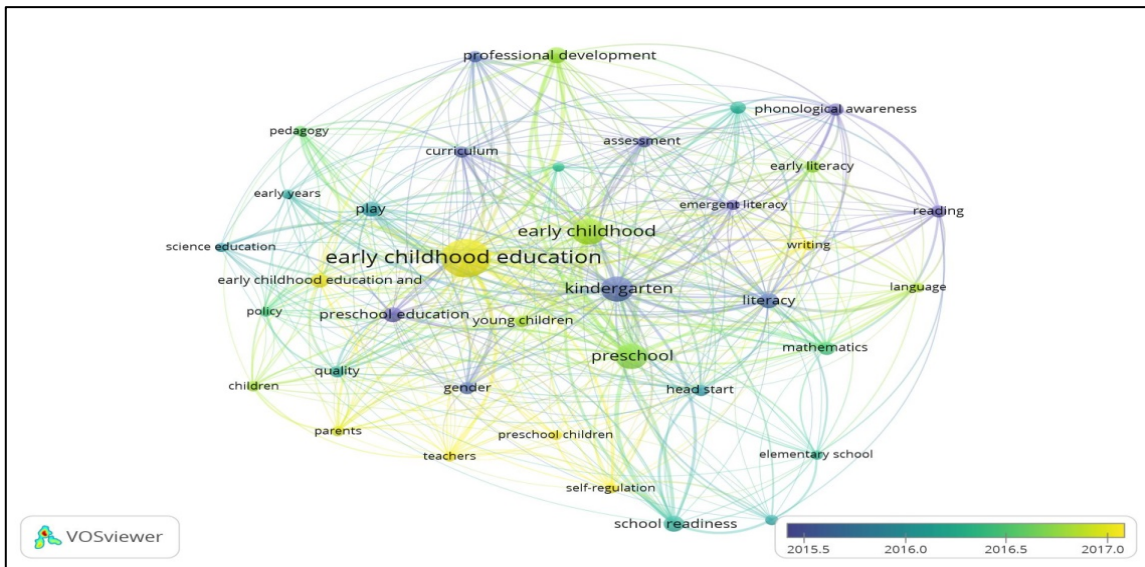 professional development
phonological awareness
pedagogy
assessment
curriculum
early literacy
early years
play
emergent literacy
reading
early childhood
science education
writing
early childhood education
early childhood education and
kindergarten
language
policy
preschool education
literacy
young children
mathematics
preschool
quality
children
gender
head start
parents
preschool children
teachers
elementary school
self-regulation
school readiness
VOSviewer
2015.5 2016.0 2016.5 2017.0